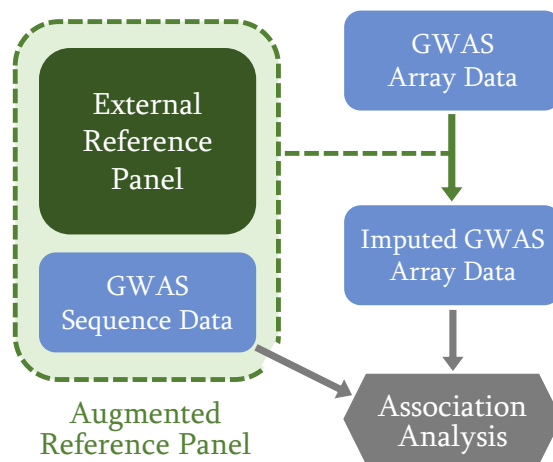 External
Reference
Panel
GWAS
Sequence Data
Augmented
Reference Panel
GWAS
Array Data
Imputed GWAS
Array Data
Association
Analysis